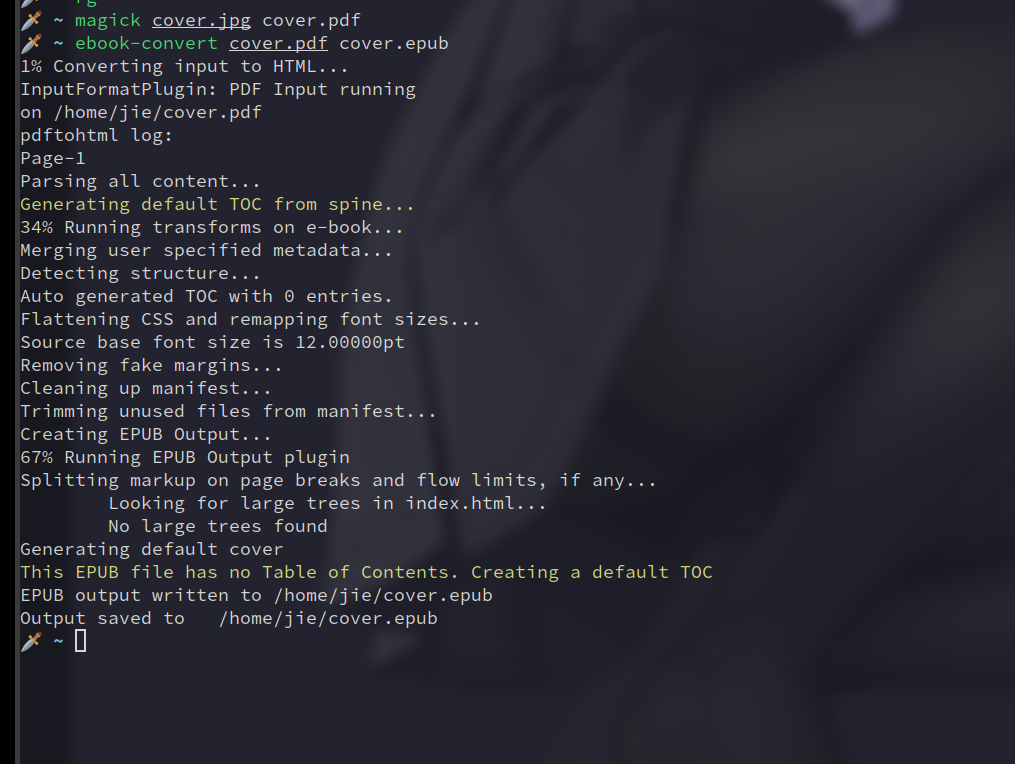 ~ magick cover.jpg cover.pdf
~ ebook-convert cover.pdf cover.epub
1% Converting input to HTML...
InputFormatPlugin: PDF Input running
on /home/jie/cover.pdf
pdftohtml log:
Page-1
Parsing all content...
Generating default TOC from spine...
34% Running transforms on e-book...
Merging user specified metadata...
Detecting structure...
Auto generated TOC with 0 entries.
Flattening CSS and remapping font sizes...
Source base font size is 12.00000pt
Removing fake margins...
Cleaning up manifest...
Trimming unused files from manifest...
Creating EPUB Output...
67% Running EPUB Output plugin
Splitting markup on page breaks and flow limits, if any...
Looking for large trees in index.html...
No large trees found
Generating default cover
This EPUB file has no Table of Contents. Creating a default TOC
EPUB output written to /home/jie/cover.epub
Output saved to   /home/jie/cover.epub
~